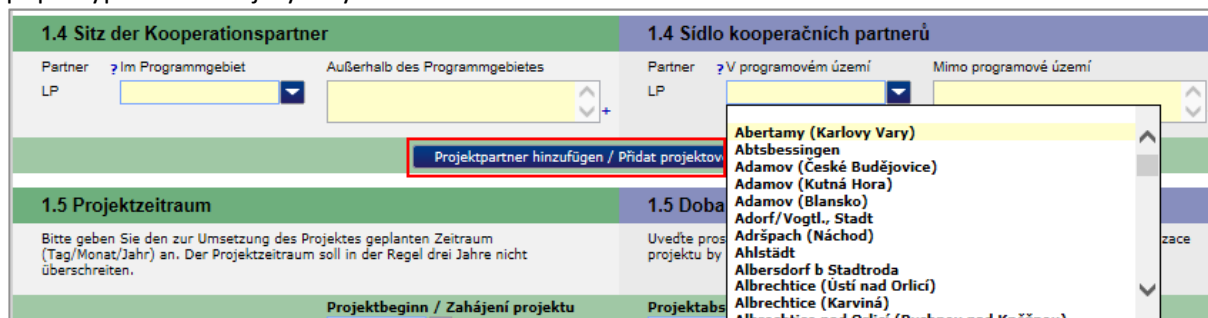 1.4 Sitz der Kooperationspartner
Partner ? Im Programmgebiet Außerhalb des Programmgebietes
LP
+
1.4 Sídlo kooperačních partnerů
Partner ? V programovém území Mimo programové území
LP
Abertamy (Karlovy Vary)
Abtsbessingen
Adamov (České Budějovice)
Adamov (Kutná Hora)
Adamov (Blansko)
Adorf/Vogtl., Stadt
Adršpach (Náchod)
Ahlstädt
Albersdorf b Stadtroda
Albrechtice (Ústí nad Orlicí)
Albrechtice (Karviná)
Projektpartner hinzufügen / Přidat
1.5 Projektzeitraum
Bitte geben Sie den zur Umsetzung des Projektes geplanten Zeitraum
(Tag/Monat/Jahr) an. Der Projektzeitraum soll in der Regel drei Jahre nicht
überschreiten.
1.5 Doba
Uveďte
projektu by
Projektbeginn / Zahájení projektu